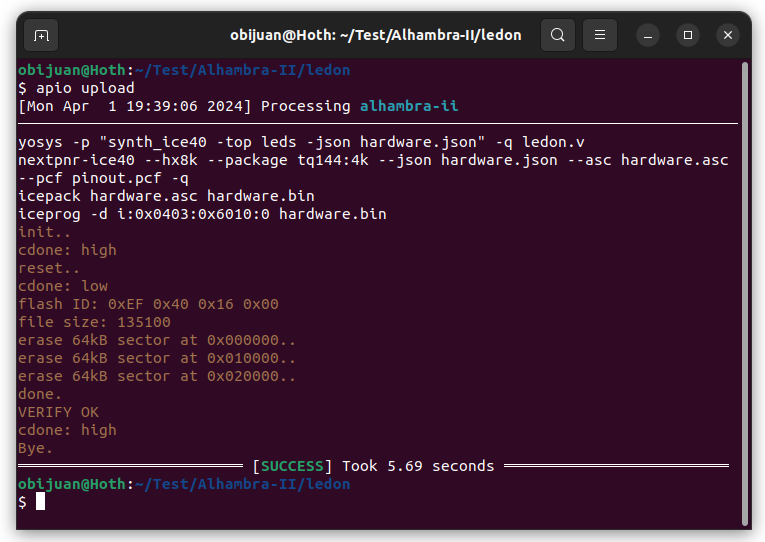 obijuan@Hoth: ~/Test/Alhambra-II/ledon
obijuan@Hoth:~/Test/Alhambra-II/ledon
$ apio upload
[Mon Apr  1 19:39:06 2024] Processing alhambra-ii
yosys -p "synth_ice40 -top leds -json hardware.json" -q ledon.v
nextpnr-ice40 --hx8k --package tq144:4k --json hardware.json --asc hardware.asc
--pcf pinout.pcf -q
icepack hardware.asc hardware.bin
iceprog -d i:0x0403:0x6010:0 hardware.bin
init..
cdone: high
reset..
cdone: low
flash ID: 0xEF 0x40 0x16 0x00
file size: 135100
erase 64kB sector at 0x000000..
erase 64kB sector at 0x010000..
erase 64kB sector at 0x020000..
done.
VERIFY OK
cdone: high
Bye.
[SUCCESS] Took 5.69 seconds
obijuan@Hoth:~/Test/Alhambra-II/ledon
$